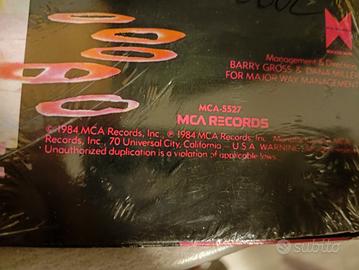 Management & Direction
BARRY GROSS & DANA MILL
FOR MAJOR WAY MANAGEMENT
MCA-5527
MCA RECORDS
© 1984 MCA Records, Inc., ℗ 1984 MCA Records, Inc.
Records, Inc., 70 Universal City, California - U S A WARNING:
Unauthorized duplication is a violation of applicable laws.
subito